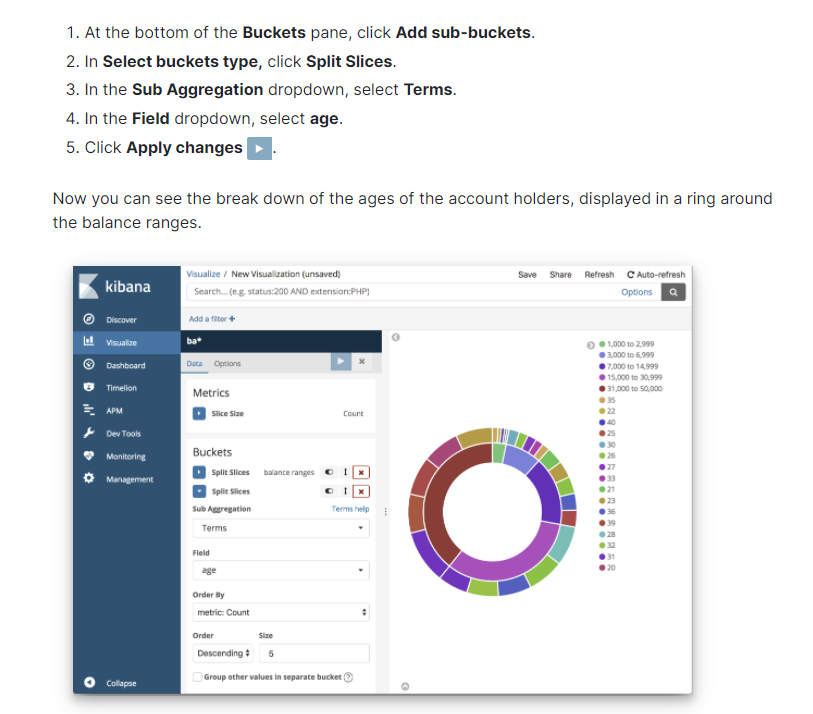 1. At the bottom of the Buckets pane, click Add sub-buckets.
2. In Select buckets type, click Split Slices.
3. In the Sub Aggregation dropdown, select Terms.
4. In the Field dropdown, select age.
5. Click Apply changes .
Now you can see the break down of the ages of the account holders, displayed in a ring around
the balance ranges.
kibana
Discover
Visualize
Dashboard
Timelion
APM
Dev Tools
Monitoring
Management
Collapse
Visualize / New Visualization (unsaved)
Save Share Refresh Auto-refresh
Search... (e.g. status:200 AND extension:PHP)
Options
Add a filter +
ba*
Data Options
Metrics
Slice Size Count
Buckets
Split Slices balance ranges
Split Slices
Sub Aggregation Terms help
Terms
Field
age
Order By
metric: Count
Order Size
Descending 5
Group other values in separate bucket
1,000 to 2,999
3,000 to 6,999
7,000 to 14,999
15,000 to 30,999
31,000 to 50,000
35
22
40
25
30
26
27
33
21
23
36
39
28
32
31
20